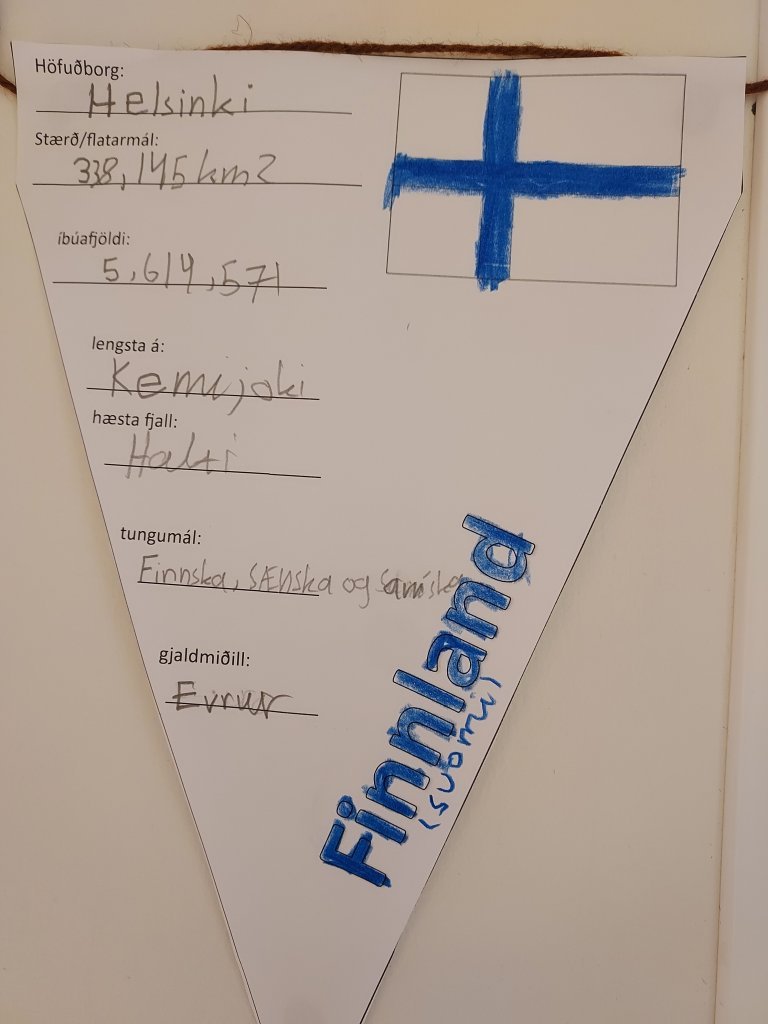 Höfuðborg:
Helsinki
Stærð/flatarmál:
338,145 km2
íbúafjöldi:
5,614,571
lengsta á:
Kemijoki
hæsta fjall:
Halti
tungumál:
Finnska, sænska og samíska
gjaldmiðill:
Evrur
Finnland
(suomi)